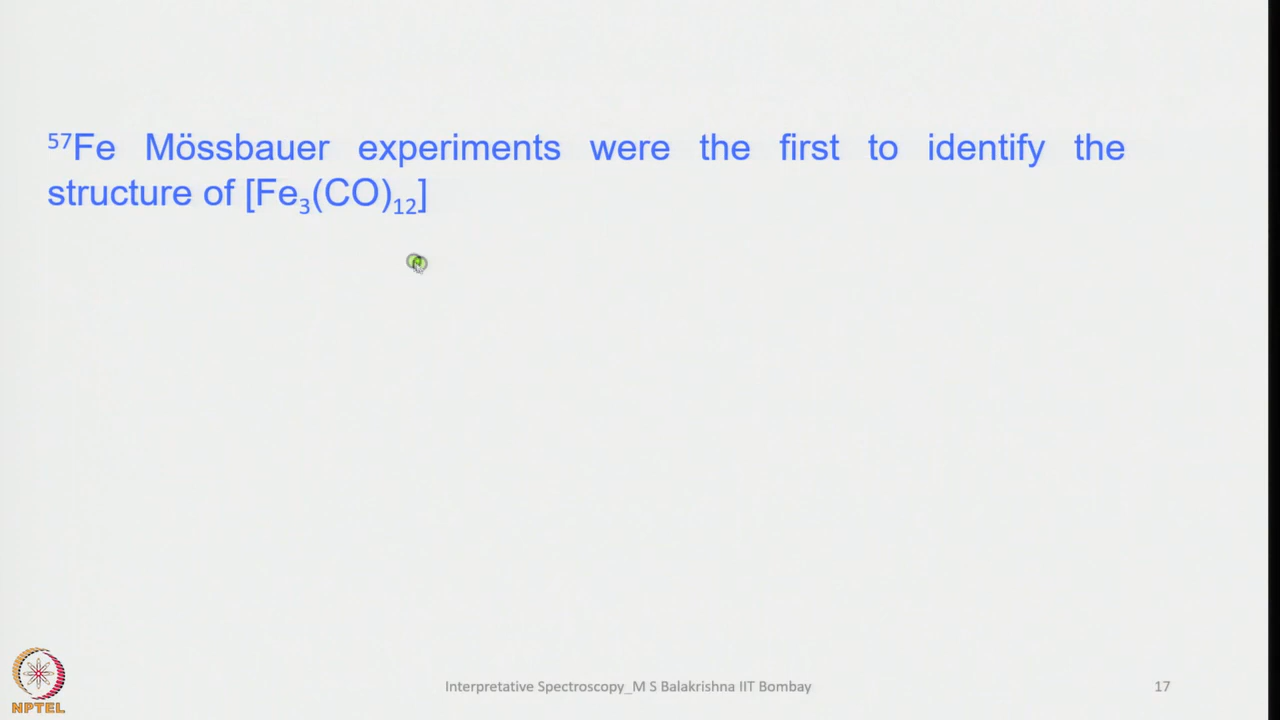 ⁵⁷Fe Mössbauer experiments were the first to identify the
structure of [Fe₃(CO)₁₂]
NPTEL
Interpretative Spectroscopy_M S Balakrishna IIT Bombay
17